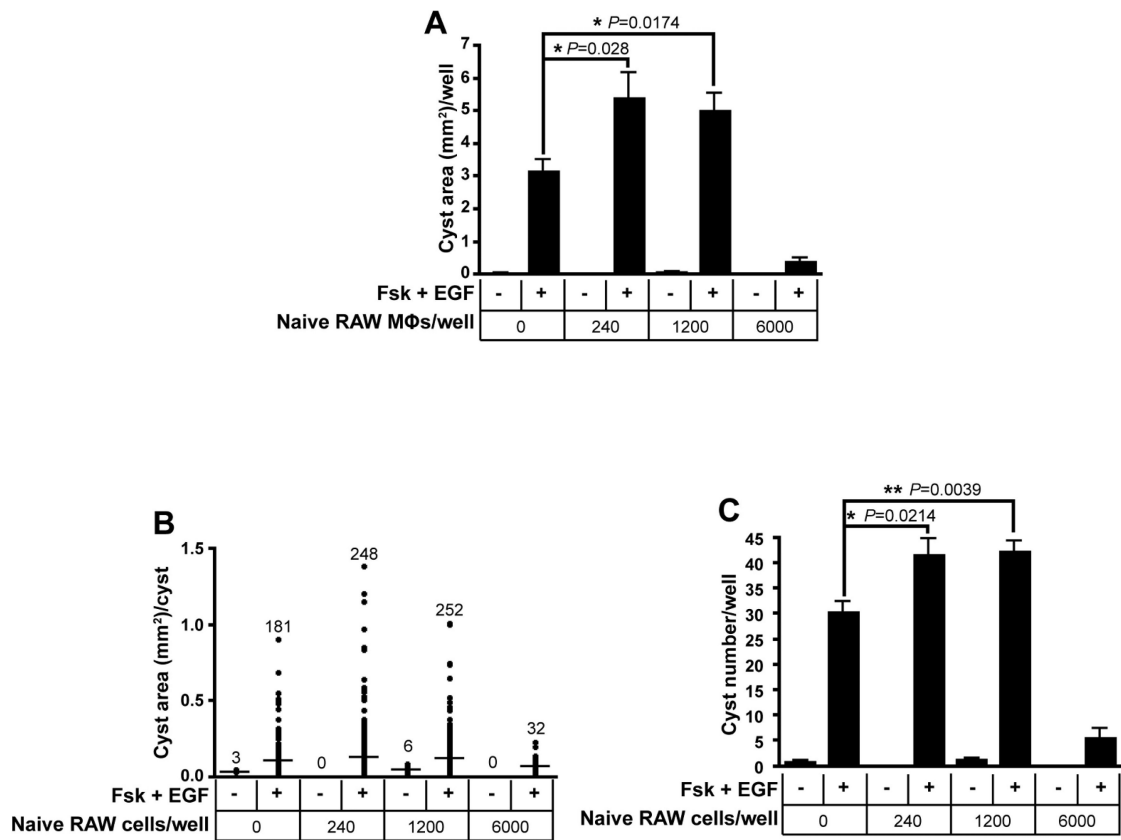 A
* P=0.0174
* P=0.028
Cyst area (mm²)/well
7
6
5
4
3
2
1
0
Fsk + EGF - + - + - + - +
Naive RAW MΦs/well 0 240 1200 6000
B
Cyst area (mm²)/cyst
1.5
1.0
0.5
0.0
3 181 0 248 6 252 0 32
Fsk + EGF - + - + - + - +
Naive RAW cells/well 0 240 1200 6000
C
** P=0.0039
* P=0.0214
Cyst number/well
45
40
35
30
25
20
15
10
5
0
Fsk + EGF - + - + - + - +
Naive RAW cells/well 0 240 1200 6000